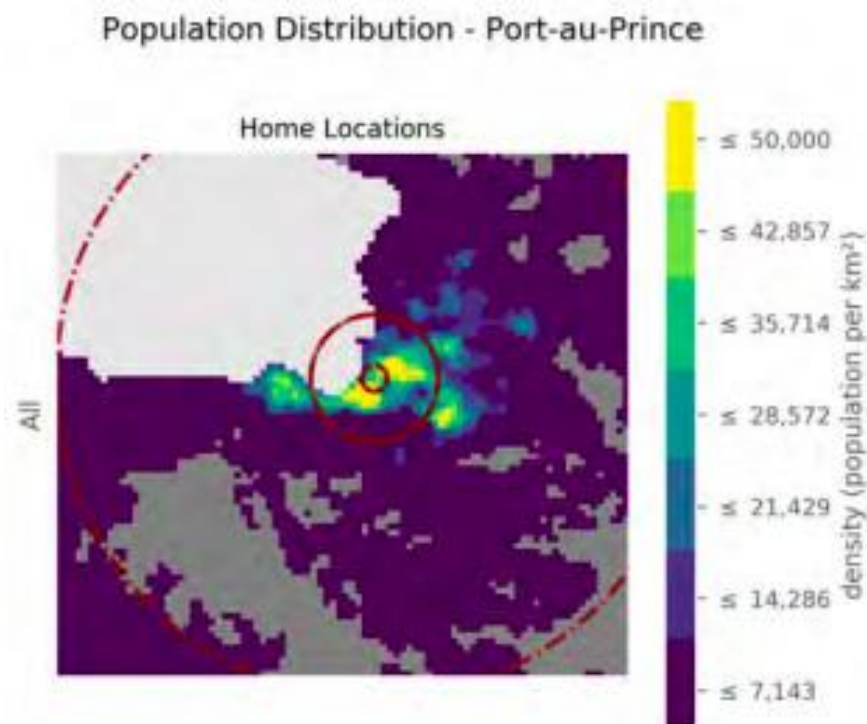 Population Distribution - Port-au-Prince
Home Locations
All
≤ 50,000
≤ 42,857
≤ 35,714
≤ 28,572
≤ 21,429
≤ 14,286
≤ 7,143
density (population per km²)